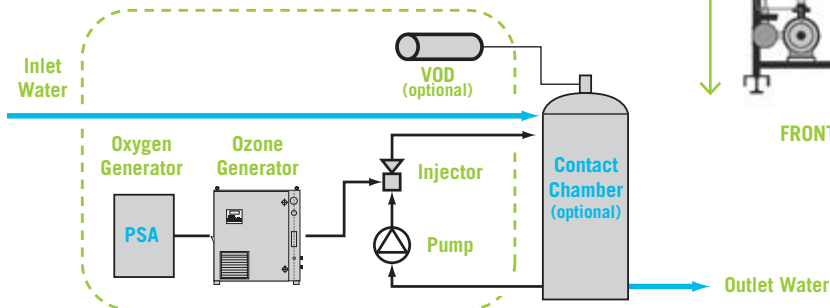 Inlet
Water
VOD
(optional)
Oxygen
Generator
Ozone
Generator
Injector
Contact
Chamber
(optional)
PSA
Pump
Outlet Water
FRONT